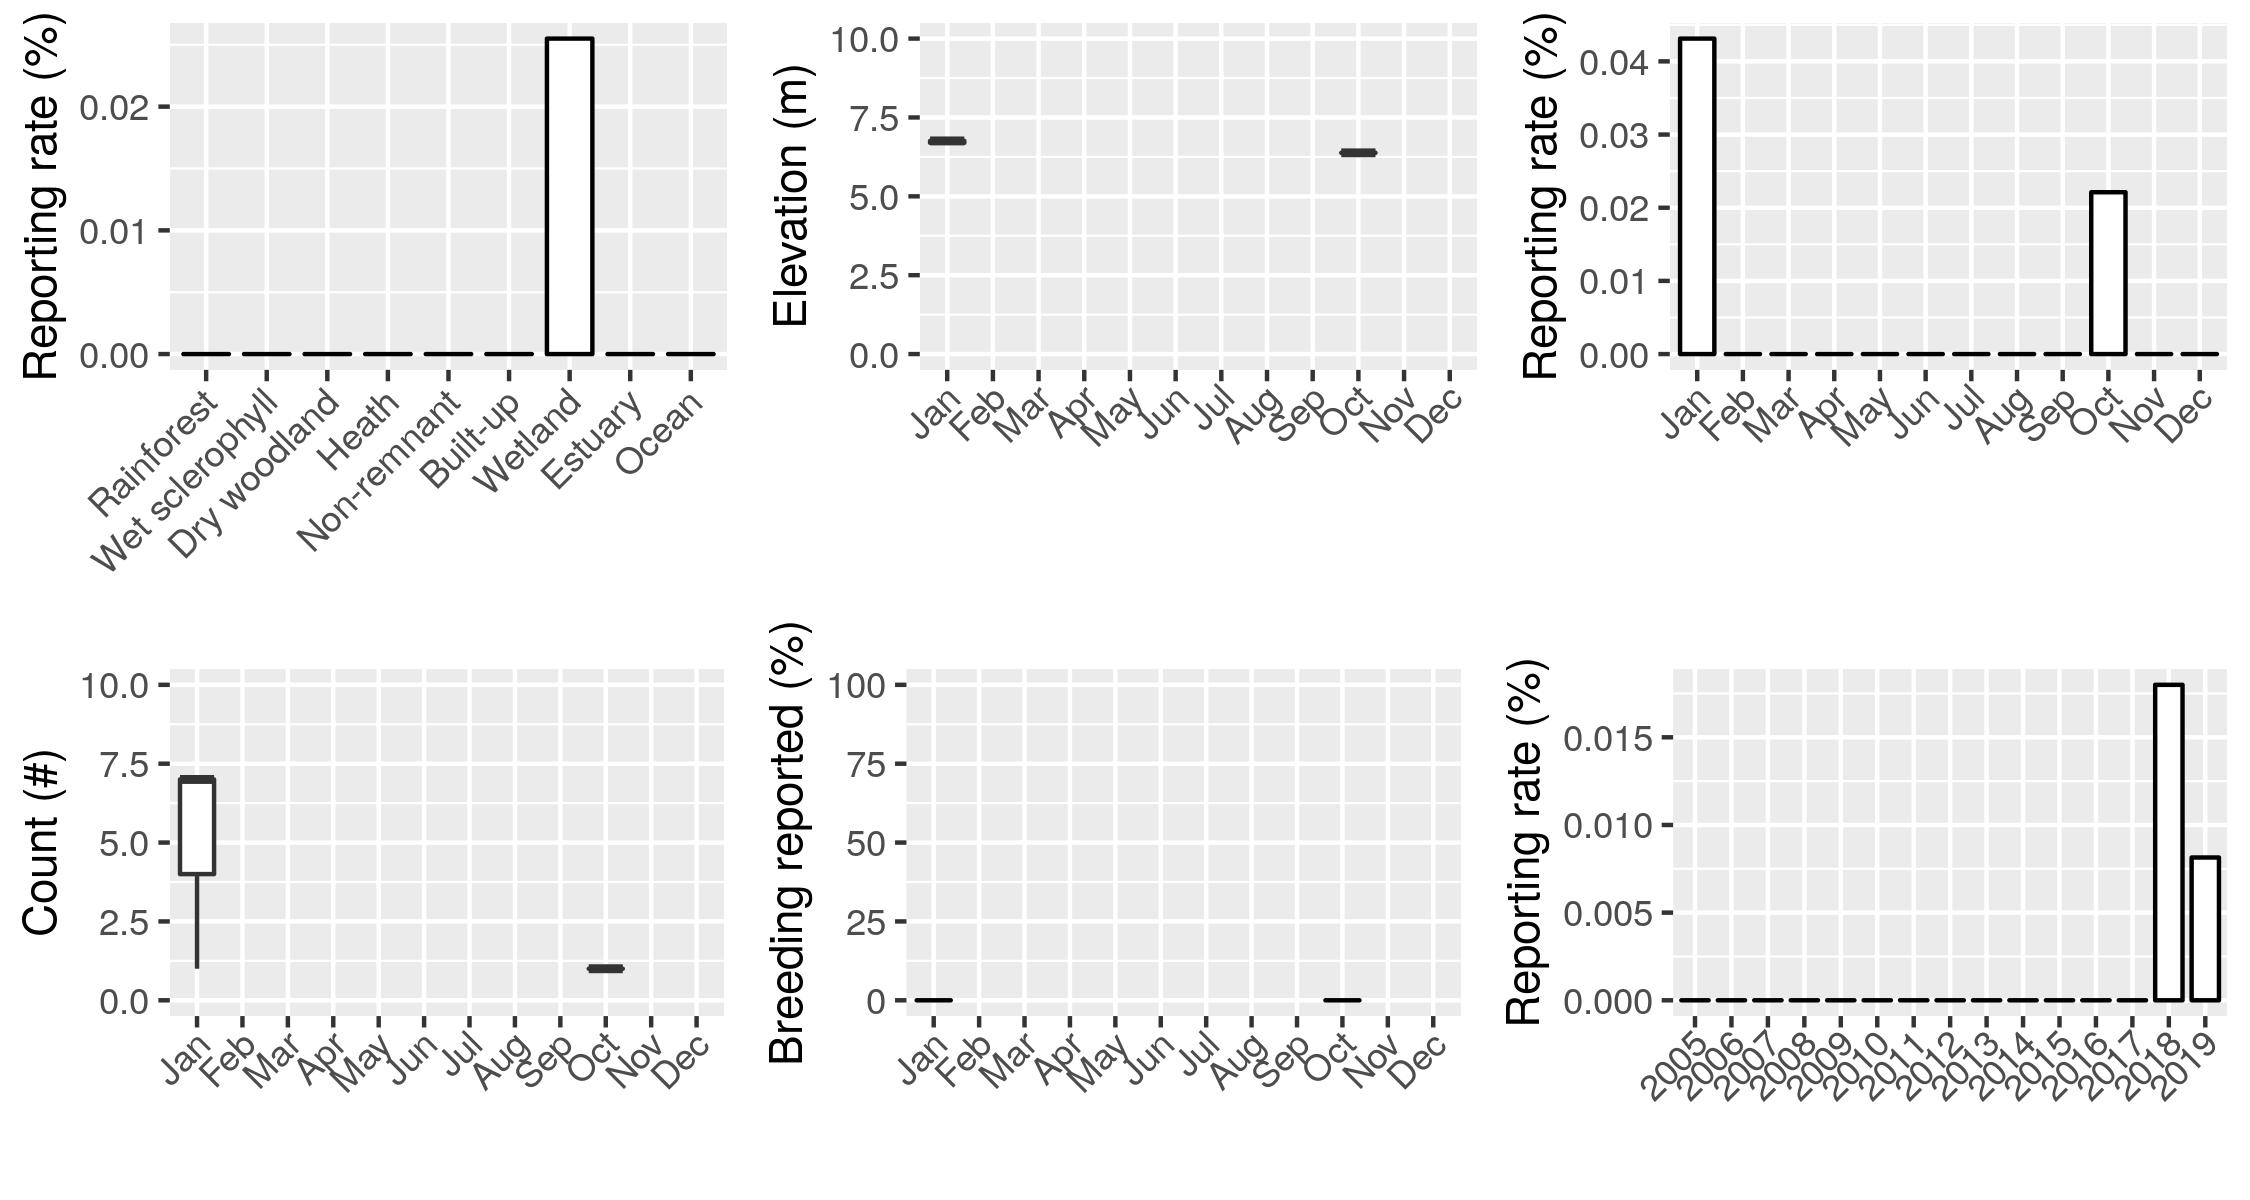 Reporting rate (%)
0.02
0.01
0.00
Rainforest
Wet sclerophyll
Dry woodland
Heath
Non-remnant
Built-up
Wetland
Estuary
Ocean
Elevation (m)
10.0
7.5
5.0
2.5
0.0
Jan
Feb
Mar
Apr
May
Jun
Jul
Aug
Sep
Oct
Nov
Dec
Reporting rate (%)
0.04
0.03
0.02
0.01
0.00
Jan
Feb
Mar
Apr
May
Jun
Jul
Aug
Sep
Oct
Nov
Dec
Count (#)
10.0
7.5
5.0
2.5
0.0
Jan
Feb
Mar
Apr
May
Jun
Jul
Aug
Sep
Oct
Nov
Dec
Breeding reported (%)
100
75
50
25
0
Jan
Feb
Mar
Apr
May
Jun
Jul
Aug
Sep
Oct
Nov
Dec
Reporting rate (%)
0.015
0.010
0.005
0.000
2005
2006
2007
2008
2009
2010
2011
2012
2013
2014
2015
2016
2017
2018
2019